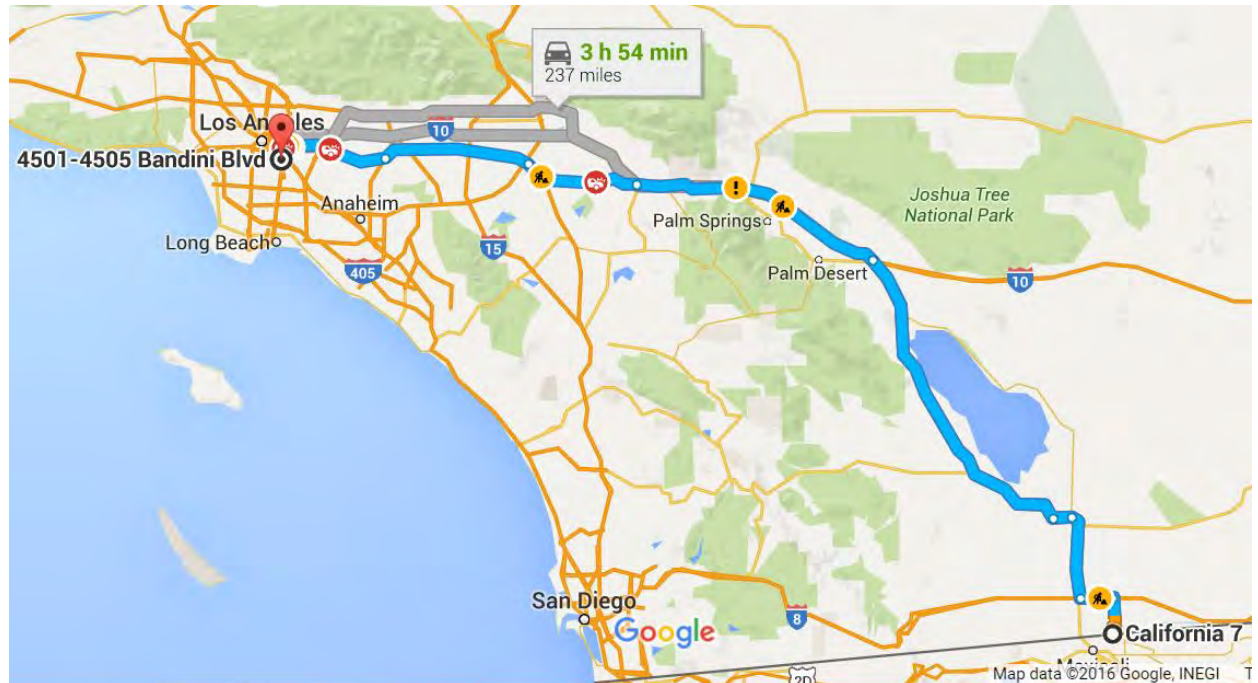 3 h 54 min
237 miles
Los Angeles
10
4501-4505 Bandini Blvd
Anaheim
Long Beach
405
15
Palm Springs
Palm Desert
Joshua Tree
National Park
10
San Diego
Google
8
California 7
2D
Map data ©2016 Google, INEGI